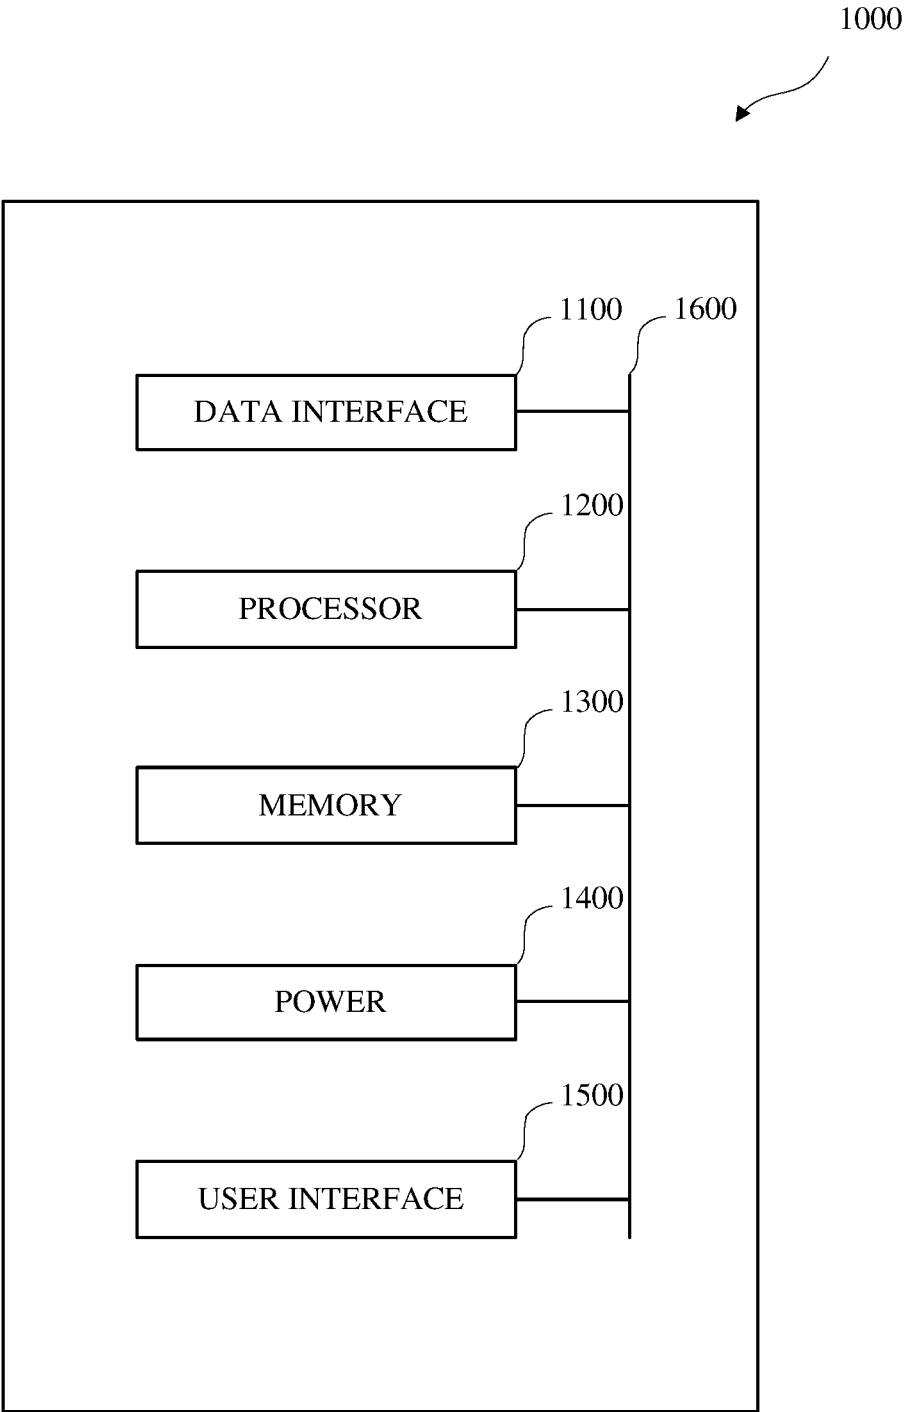 1000
1100
1600
DATA INTERFACE
1200
PROCESSOR
1300
MEMORY
1400
POWER
1500
USER INTERFACE